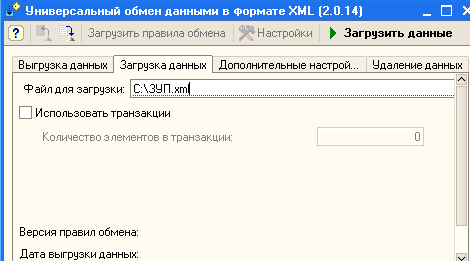 Универсальный обмен данными в формате XML (2.0.14)
? Загрузить правила обмена Настройки Загрузить данные
Выгрузка данных Загрузка данных Дополнительные настрой... Удаление данных
Файл для загрузки: C:\ЗУП.xml
Использовать транзакции
Количество элементов в транзакции: 0
Версия правил обмена:
Дата выгрузки данных: